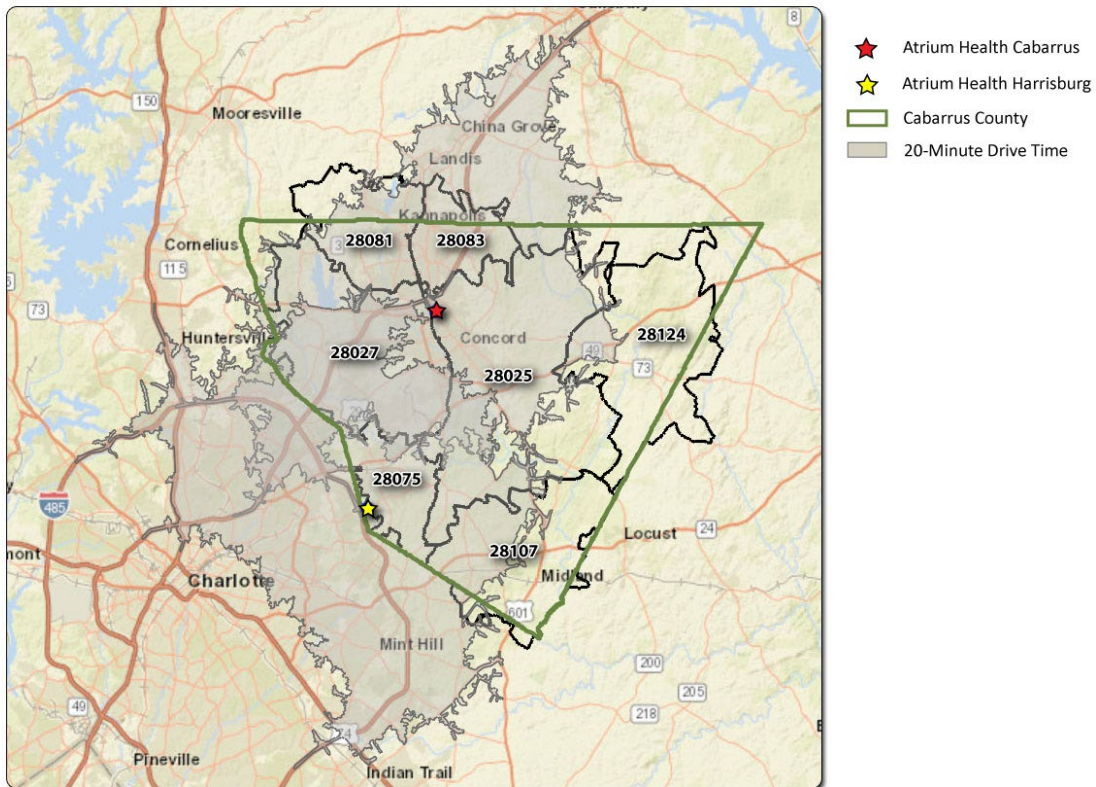 8
Atrium Health Cabarrus
Atrium Health Harrisburg
Cabarrus County
20-Minute Drive Time
150
Mooresville
China Grove
Landis
Kannapolis
28081
28083
Cornelius
115
73
Huntersville
Concord
28124
28027
49
73
28025
28075
485
Locust
24
mont
28107
Midland
Charlotte
601
Mint Hill
200
205
49
218
Pineville
Indian Trail